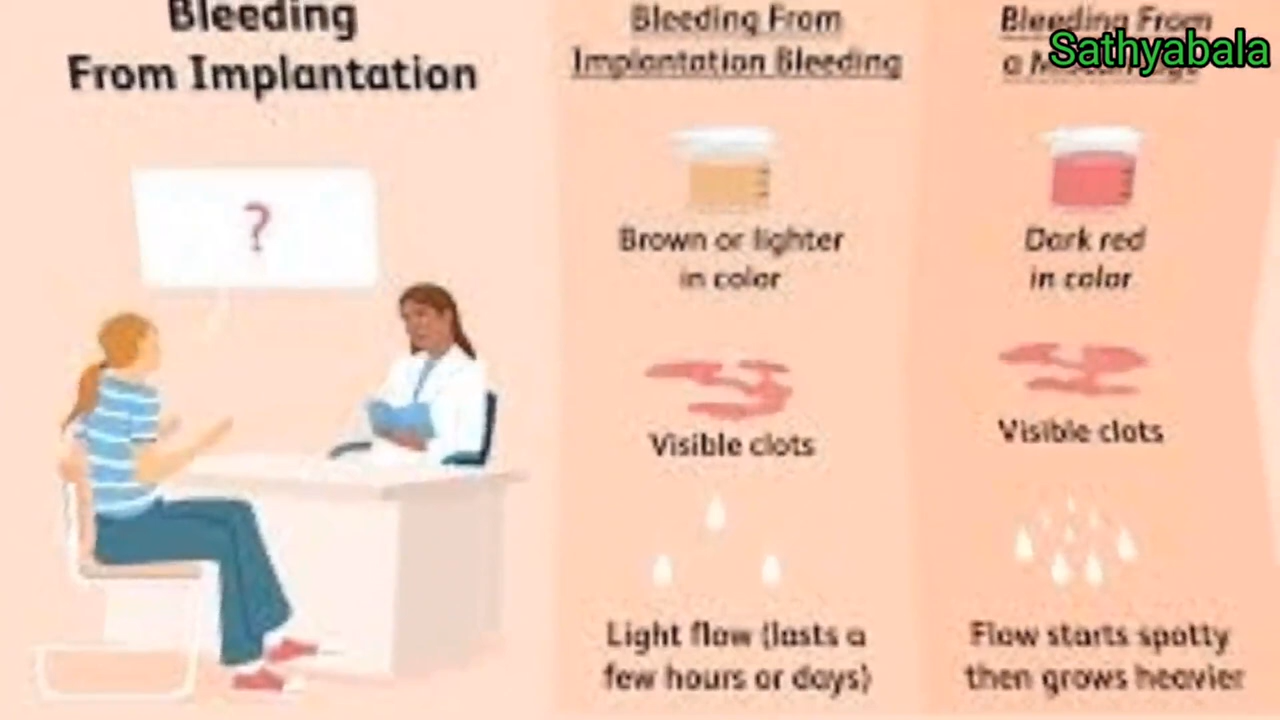 Bleeding
From Implantation
?
Bleeding From
Implantation Bleeding
Brown or lighter
in color
Visible clots
Light flow (lasts a
few hours or days)
Bleeding From
a
Sathyabala
Dark red
in color
Visible clots
Flow starts spotty
then grows heavier